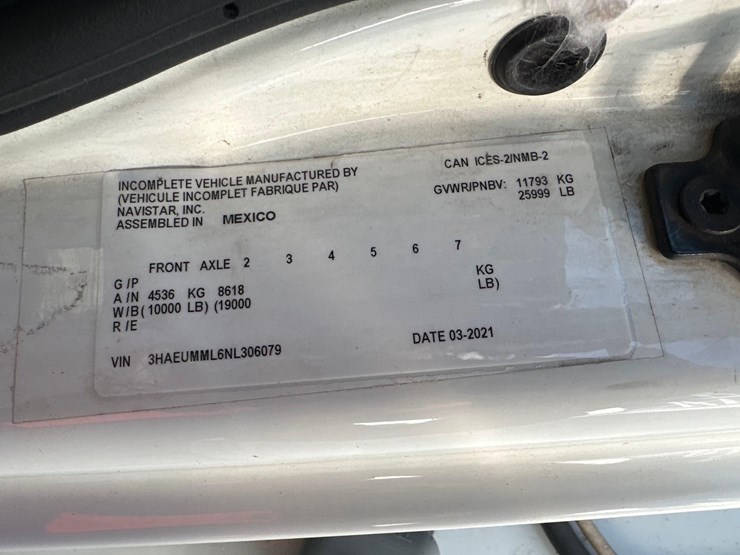 INCOMPLETE VEHICLE MANUFACTURED BY
(VEHICULE INCOMPLET FABRIQUE PAR)
NAVISTAR, INC.
ASSEMBLED IN MEXICO
CAN ICES-2/NMB-2
GVWR/PNBV: 11793 KG
25999 LB
FRONT AXLE 2 3 4 5 6 7
G/P
A/N 4536 KG 8618 KG
W/B (10000 LB) (19000 LB)
R/E
VIN 3HAEUMML6NL306079
DATE 03-2021